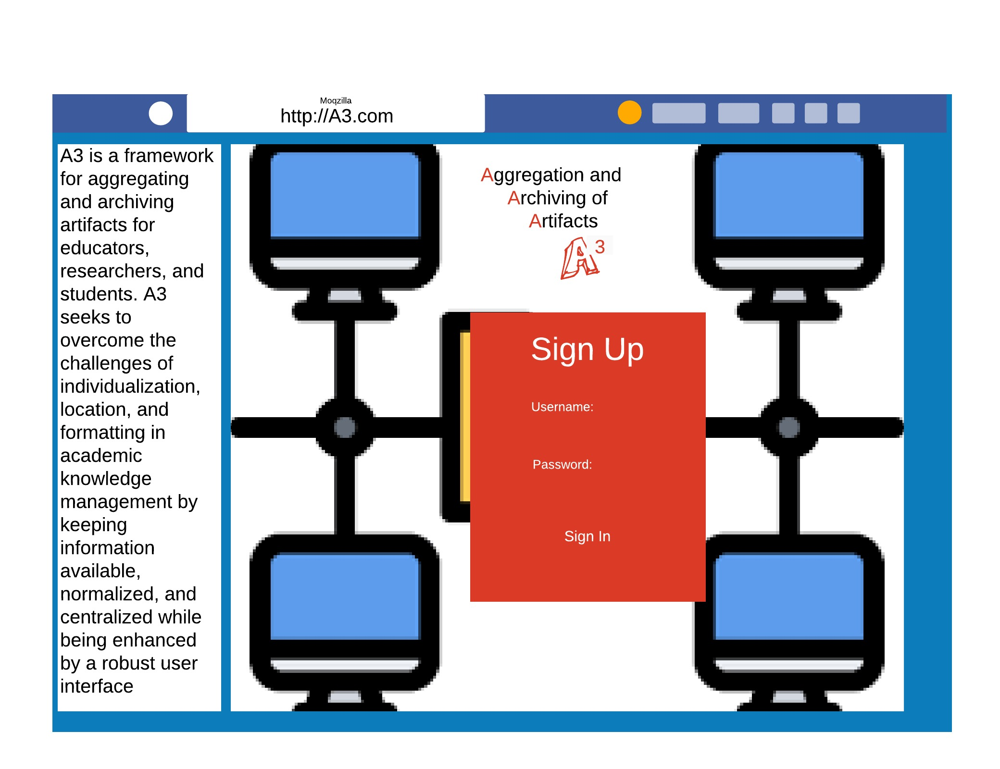 Moqzilla
http://A3.com
A3 is a framework
for aggregating
and archiving
artifacts for
educators,
researchers, and
students. A3
seeks to
overcome the
challenges of
individualization,
location, and
formatting in
academic
knowledge
management by
keeping
information
available,
normalized, and
centralized while
being enhanced
by a robust user
interface
Aggregation and
Archiving of
Artifacts
A 3
Sign Up
Username:
Password:
Sign In